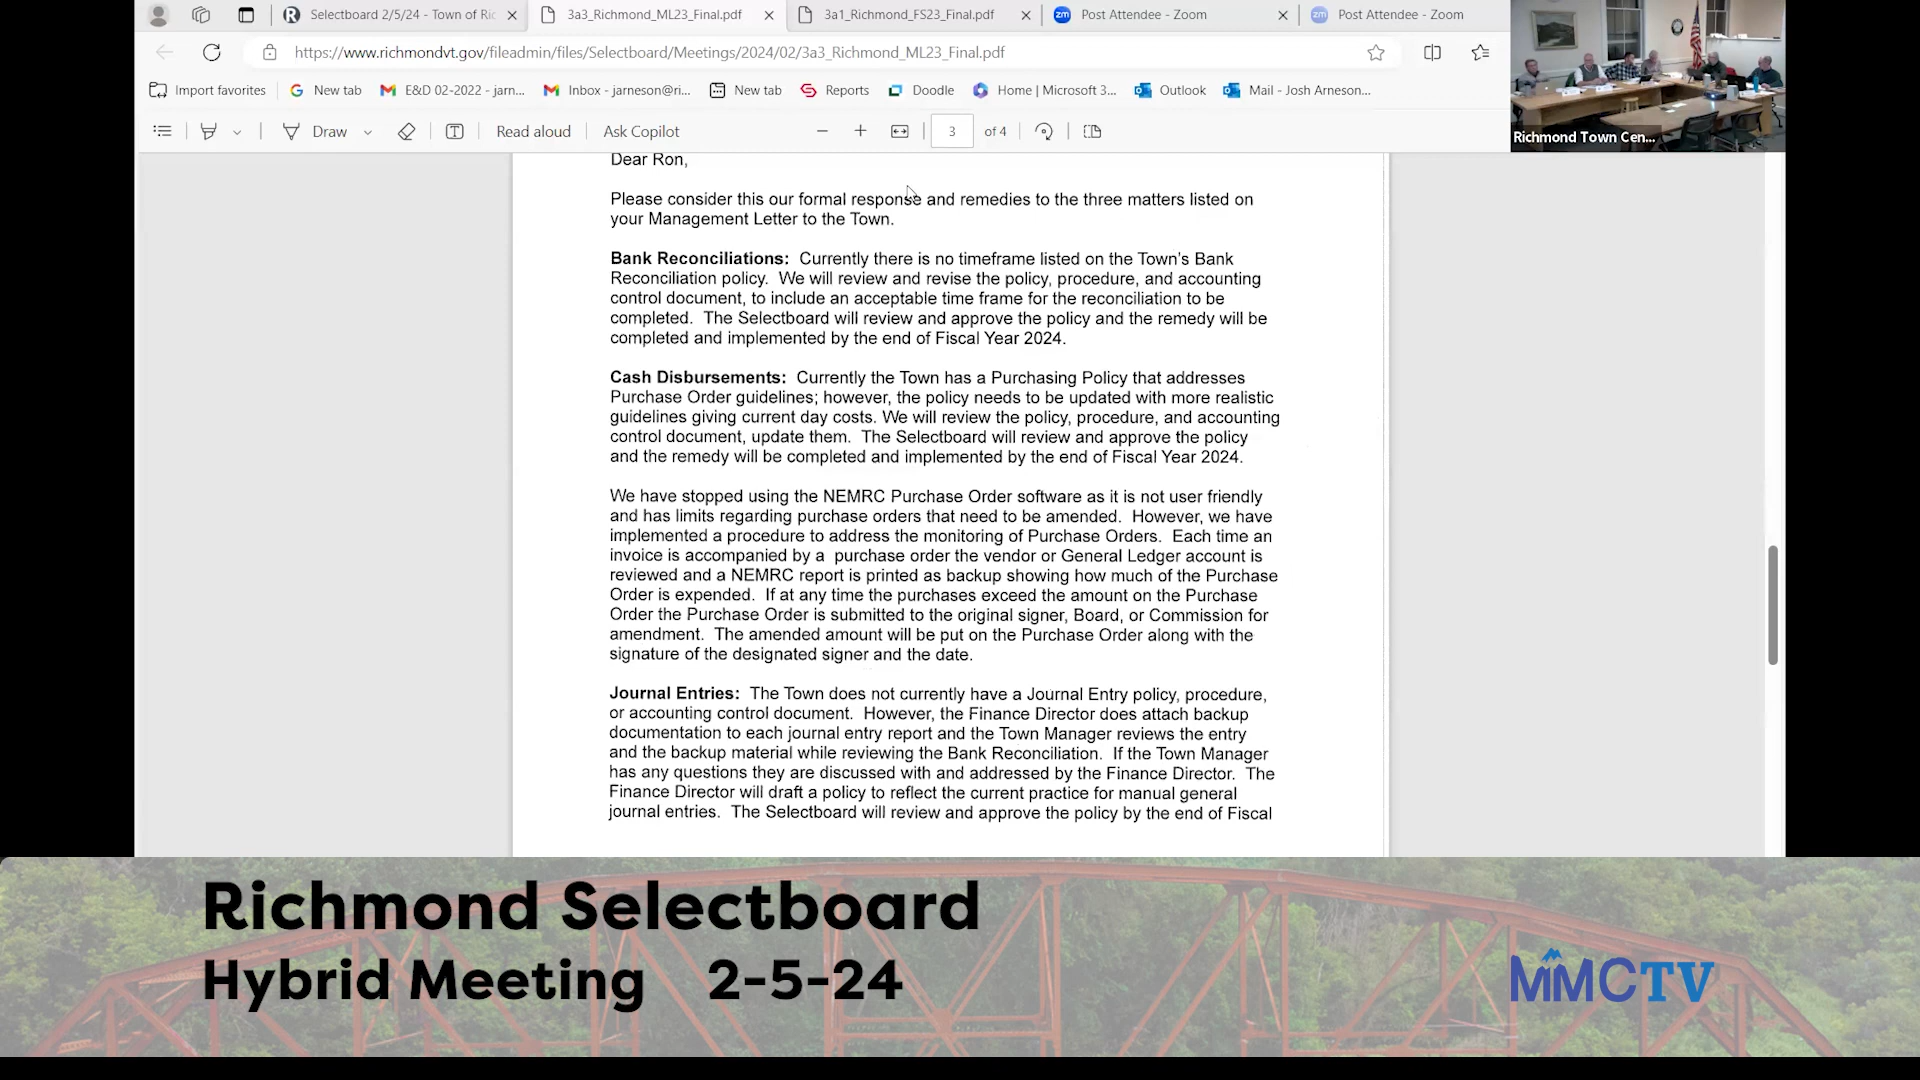 Selectboard 2/5/24 - Town of Ric
3a3_Richmond_ML23_Final.pdf
3a1_Richmond_FS23_Final.pdf
zm Post Attendee - Zoom
zm Post Attendee - Zoom
https://www.richmondvt.gov/fileadmin/files/Selectboard/Meetings/2024/02/3a3_Richmond_ML23_Final.pdf
Import favorites
New tab
E&D 02-2022 - jarn...
Inbox - jarneson@ri...
New tab
Reports
Doodle
Home | Microsoft 3...
Outlook
Mail - Josh Arneson...
Draw
Read aloud
Ask Copilot
3 of 4
Richmond Town Cen...
Dear Ron,
Please consider this our formal response and remedies to the three matters listed on
your Management Letter to the Town.
Bank Reconciliations: Currently there is no timeframe listed on the Town's Bank
Reconciliation policy. We will review and revise the policy, procedure, and accounting
control document, to include an acceptable time frame for the reconciliation to be
completed. The Selectboard will review and approve the policy and the remedy will be
completed and implemented by the end of Fiscal Year 2024.
Cash Disbursements: Currently the Town has a Purchasing Policy that addresses
Purchase Order guidelines; however, the policy needs to be updated with more realistic
guidelines giving current day costs. We will review the policy, procedure, and accounting
control document, update them. The Selectboard will review and approve the policy
and the remedy will be completed and implemented by the end of Fiscal Year 2024.
We have stopped using the NEMRC Purchase Order software as it is not user friendly
and has limits regarding purchase orders that need to be amended. However, we have
implemented a procedure to address the monitoring of Purchase Orders. Each time an
invoice is accompanied by a purchase order the vendor or General Ledger account is
reviewed and a NEMRC report is printed as backup showing how much of the Purchase
Order is expended. If at any time the purchases exceed the amount on the Purchase
Order the Purchase Order is submitted to the original signer, Board, or Commission for
amendment. The amended amount will be put on the Purchase Order along with the
signature of the designated signer and the date.
Journal Entries: The Town does not currently have a Journal Entry policy, procedure,
or accounting control document. However, the Finance Director does attach backup
documentation to each journal entry report and the Town Manager reviews the entry
and the backup material while reviewing the Bank Reconciliation. If the Town Manager
has any questions they are discussed with and addressed by the Finance Director. The
Finance Director will draft a policy to reflect the current practice for manual general
journal entries. The Selectboard will review and approve the policy by the end of Fiscal
Richmond Selectboard
Hybrid Meeting 2-5-24
MMCTV